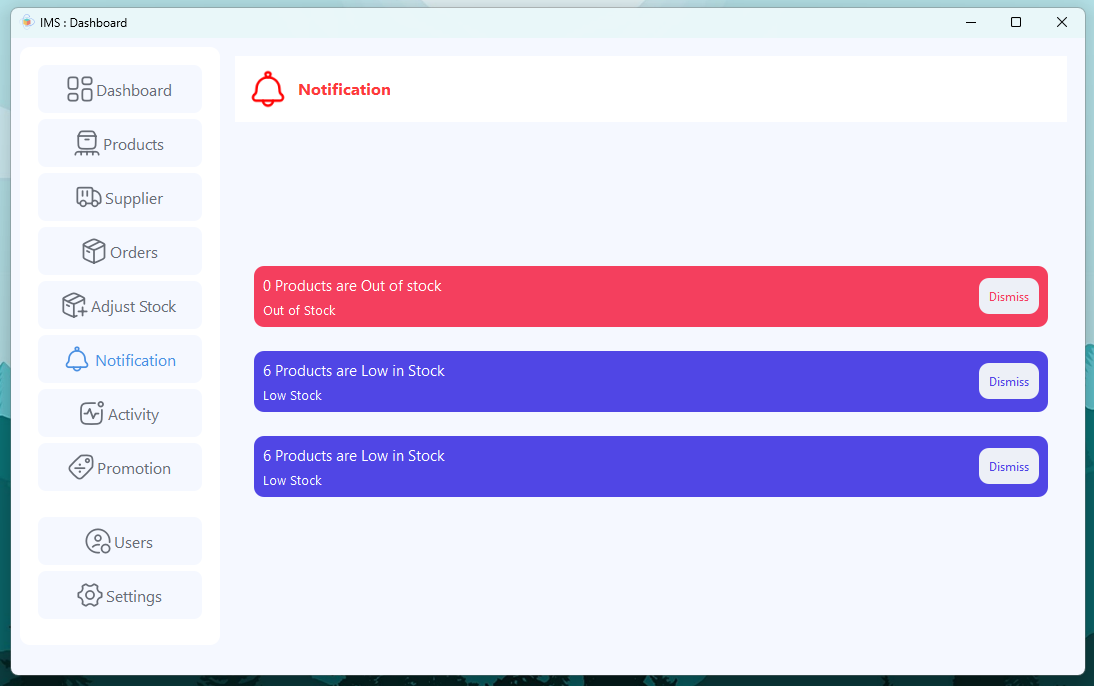 IMS : Dashboard
Dashboard
Products
Supplier
Orders
Adjust Stock
Notification
Activity
Promotion
Users
Settings
Notification
0 Products are Out of stock
Out of Stock
Dismiss
6 Products are Low in Stock
Low Stock
Dismiss
6 Products are Low in Stock
Low Stock
Dismiss